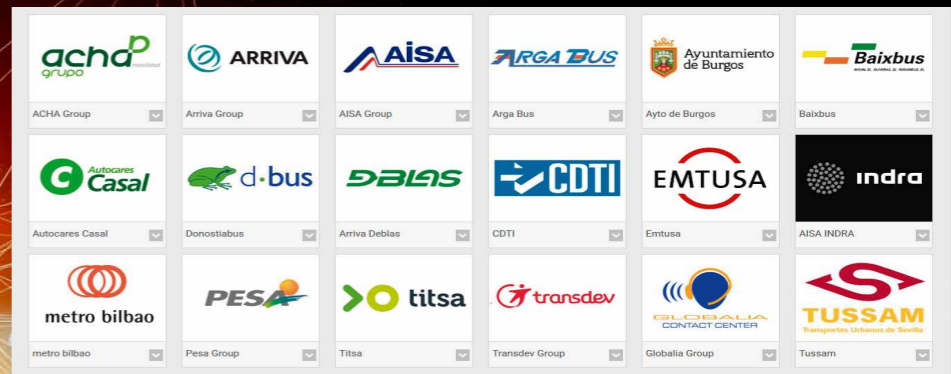 acha movilidad
grupo
ARRIVA
AISA
ARGA BUS
Ayuntamiento
de Burgos
Baixbus
ACHA Group
Arriva Group
AISA Group
Arga Bus
Ayto de Burgos
Baixbus
Autocares
Casal
d·bus
DBLAS
CDTI
EMTUSA
indra
Autocares Casal
Donostiabus
Arriva Deblas
CDTI
Emtusa
AISA INDRA
metro bilbao
PESA
titsa
transdev
GLOBALIA
CONTACT CENTER
TUSSAM
Transportes Urbanos de Sevilla
metro bilbao
Pesa Group
Titsa
Transdev Group
Globalia Group
Tussam